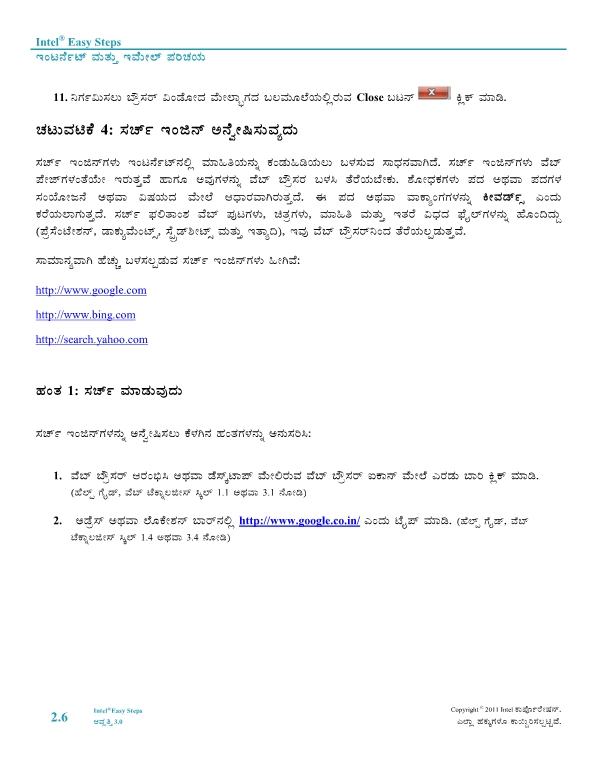 Intel® Easy Steps
ಇಂಟರ್ನೆಟ್ ಮತ್ತು ಇಮೇಲ್ ಪರಿಚಯ
11. ನಿರ್ಗಮಿಸಲು ಬ್ರೌಸರ್ ವಿಂಡೋದ ಮೇಲ್ಭಾಗದ ಬಲಮೂಲೆಯಲ್ಲಿರುವ Close ಬಟನ್ ಕ್ಲಿಕ್ ಮಾಡಿ.
ಚಟುವಟಿಕೆ 4: ಸರ್ಚ್ ಇಂಜಿನ್ ಅನ್ವೇಷಿಸುವ್ಯದು
ಸರ್ಚ್ ಇಂಜಿನ್‌ಗಳು ಇಂಟರ್ನೆಟ್‌ನಲ್ಲಿ ಮಾಹಿತಿಯನ್ನು ಕಂಡುಹಿಡಿಯಲು ಬಳಸುವ ಸಾಧನವಾಗಿದೆ. ಸರ್ಚ್ ಇಂಜಿನ್‌ಗಳು ವೆಬ್
ಪೇಜ್‌ಗಳಂತೆಯೇ ಇರುತ್ತವೆ ಹಾಗೂ ಅವುಗಳನ್ನು ವೆಬ್ ಬ್ರೌಸರ ಬಳಸಿ ತೆರೆಯಬೇಕು. ಶೋಧಕಗಳು ಪದ ಅಥವಾ ಪದಗಳ
ಸಂಯೋಜನೆ ಅಥವಾ ವಿಷಯದ ಮೇಲೆ ಆಧಾರವಾಗಿರುತ್ತದೆ. ಈ ಪದ ಅಥವಾ ವಾಕ್ಯಾಂಗಗಳನ್ನು ಕೀವರ್ಡ್ಸ್ ಎಂದು
ಕರೆಯಲಾಗುತ್ತದೆ. ಸರ್ಚ್ ಫಲಿತಾಂಶ ವೆಬ್ ಪುಟಗಳು, ಚಿತ್ರಗಳು, ಮಾಹಿತಿ ಮತ್ತು ಇತರೆ ವಿಧದ ಫೈಲ್‌ಗಳನ್ನು ಹೊಂದಿದ್ದು
(ಪ್ರೆಸೆಂಟೇಶನ್, ಡಾಕ್ಯುಮೆಂಟ್ಸ್, ಸ್ಪ್ರೆಡ್‌ಶೀಟ್ಸ್ ಮತ್ತು ಇತ್ಯಾದಿ), ಇವು ವೆಬ್ ಬ್ರೌಸರ್‌ನಿಂದ ತೆರೆಯಲ್ಪಡುತ್ತವೆ.
ಸಾಮಾನ್ಯವಾಗಿ ಹೆಚ್ಚು ಬಳಸಲ್ಪಡುವ ಸರ್ಚ್ ಇಂಜಿನ್‌ಗಳು ಹೀಗಿವೆ:
http://www.google.com
http://www.bing.com
http://search.yahoo.com
ಹಂತ 1: ಸರ್ಚ್ ಮಾಡುವುದು
ಸರ್ಚ್ ಇಂಜಿನ್‌ಗಳನ್ನು ಅನ್ವೇಷಿಸಲು ಕೆಳಗಿನ ಹಂತಗಳನ್ನು ಅನುಸರಿಸಿ:
1. ವೆಬ್ ಬ್ರೌಸರ್ ಆರಂಭಿಸಿ ಅಥವಾ ಡೆಸ್ಕ್‌ಟಾಪ್ ಮೇಲಿರುವ ವೆಬ್ ಬ್ರೌಸರ್ ಐಕಾನ್ ಮೇಲೆ ಎರಡು ಬಾರಿ ಕ್ಲಿಕ್ ಮಾಡಿ.
(ಹೆಲ್ಪ್ ಗೈಡ್, ವೆಬ್ ಟೆಕ್ನಾಲಜೀಸ್ ಸ್ಕಿಲ್ 1.1 ಅಥವಾ 3.1 ನೋಡಿ)
2. ಅಡ್ರೆಸ್ ಅಥವಾ ಲೊಕೇಶನ್ ಬಾರ್‌ನಲ್ಲಿ http://www.google.co.in/ ಎಂದು ಟೈಪ್ ಮಾಡಿ. (ಹೆಲ್ಪ್ ಗೈಡ್, ವೆಬ್
ಟೆಕ್ನಾಲಜೀಸ್ ಸ್ಕಿಲ್ 1.4 ಅಥವಾ 3.4 ನೋಡಿ)
Intel® Easy Steps
2.6
ಆವೃತ್ತಿ 3.0
Copyright © 2011 Intel ಕಾರ್ಪೊರೇಷನ್.
ಎಲ್ಲಾ ಹಕ್ಕುಗಳೂ ಕಾಯ್ದಿರಿಸಲ್ಪಟ್ಟಿವೆ.